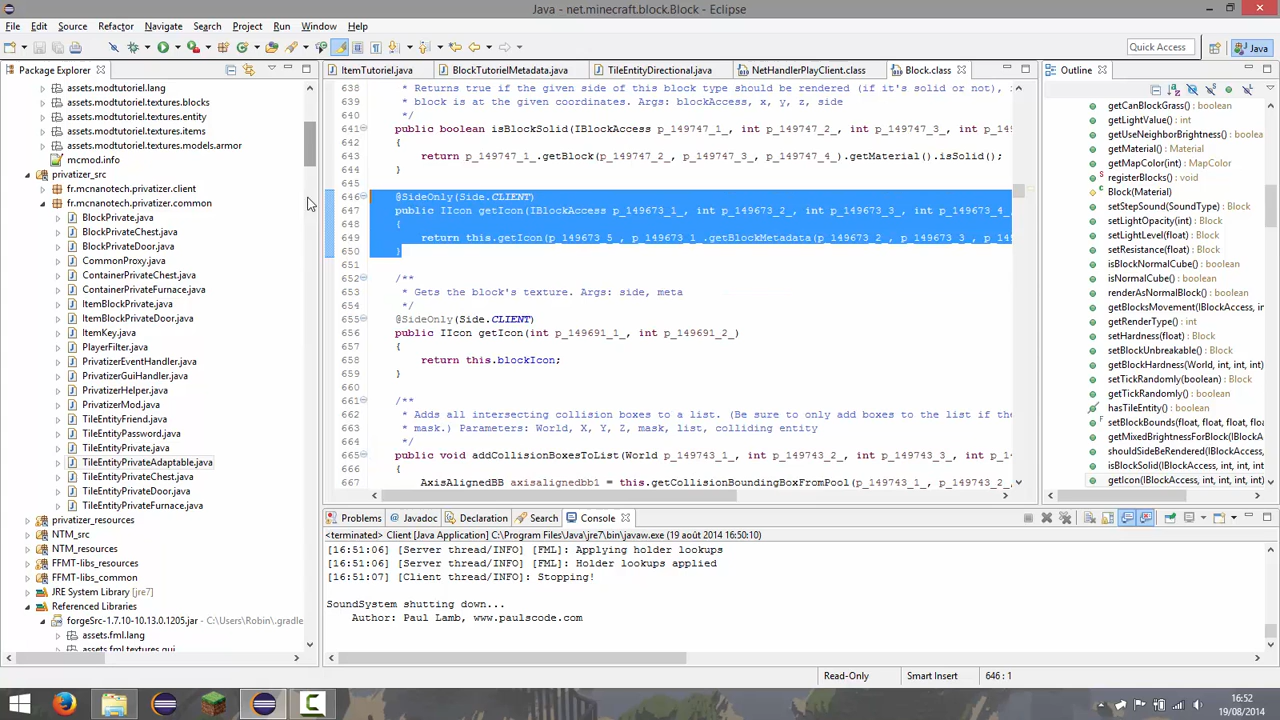 Java - net.minecraft.block.Block - Eclipse
File Edit Source Refactor Navigate Search Project Run Window Help
Quick Access
Java
Package Explorer
assets.modtutoriel.lang
assets.modtutoriel.textures.blocks
assets.modtutoriel.textures.entity
assets.modtutoriel.textures.items
assets.modtutoriel.textures.models.armor
mcmod.info
privatizer_src
fr.mcnanotech.privatizer.client
fr.mcnanotech.privatizer.common
BlockPrivate.java
BlockPrivateChest.java
BlockPrivateDoor.java
CommonProxy.java
ContainerPrivateChest.java
ContainerPrivateFurnace.java
ItemBlockPrivate.java
ItemBlockPrivateDoor.java
ItemKey.java
PlayerFilter.java
PrivatizerEventHandler.java
PrivatizerGuiHandler.java
PrivatizerHelper.java
PrivatizerMod.java
TileEntityFriend.java
TileEntityPassword.java
TileEntityPrivate.java
TileEntityPrivateAdaptable.java
TileEntityPrivateChest.java
TileEntityPrivateDoor.java
TileEntityPrivateFurnace.java
privatizer_resources
NTM_src
NTM_resources
FFMT-libs_resources
FFMT-libs_common
JRE System Library [jre7]
Referenced Libraries
forgeSrc-1.7.10-10.13.0.1205.jar - C:\Users\Robin\.gradle
assets.fml.lang
assets.fml.textures.gui
ItemTutoriel.java BlockTutorielMetadata.java TileEntityDirectional.java NetHandlerPlayClient.class Block.class
638 * Returns true if the given side of this block type should be rendered (if it's solid or not), i
639 * block is at the given coordinates. Args: blockAccess, x, y, z, side
640 */
641 public boolean isBlockSolid(IBlockAccess p_149747_1_, int p_149747_2_, int p_149747_3_, int p_1497
642 {
643 return p_149747_1_.getBlock(p_149747_2_, p_149747_3_, p_149747_4_).getMaterial().isSolid();
644 }
645
646 @SideOnly(Side.CLIENT)
647 public IIcon getIcon(IBlockAccess p_149673_1_, int p_149673_2_, int p_149673_3_, int p_149673_4_
648 {
649 return this.getIcon(p_149673_5_, p_149673_1_.getBlockMetadata(p_149673_2_, p_149673_3_, p_149
650 }
651
652 /**
653 * Gets the block's texture. Args: side, meta
654 */
655 @SideOnly(Side.CLIENT)
656 public IIcon getIcon(int p_149691_1_, int p_149691_2_)
657 {
658 return this.blockIcon;
659 }
660
661 /**
662 * Adds all intersecting collision boxes to a list. (Be sure to only add boxes to the list if the
663 * mask.) Parameters: World, X, Y, Z, mask, list, colliding entity
664 */
665 public void addCollisionBoxesToList(World p_149743_1_, int p_149743_2_, int p_149743_3_, int p_149
666 {
667 AxisAlignedBB axisalignedbb1 = this.getCollisionBoundingBoxFromPool(p_149743_1_, p_149743_2_,
Outline
getCanBlockGrass() : boolean
getLightValue() : int
getUseNeighborBrightness() : boolea
getMaterial() : Material
getMapColor(int) : MapColor
registerBlocks() : void
Block(Material)
setStepSound(SoundType) : Block
setLightOpacity(int) : Block
setLightLevel(float) : Block
setResistance(float) : Block
isBlockNormalCube() : boolean
isNormalCube() : boolean
renderAsNormalBlock() : boolean
getBlocksMovement(IBlockAccess, in
getRenderType() : int
setHardness(float) : Block
setBlockUnbreakable() : Block
getBlockHardness(World, int, int, int)
setTickRandomly(boolean) : Block
getTickRandomly() : boolean
hasTileEntity() : boolean
setBlockBounds(float, float, float, floa
getMixedBrightnessForBlock(IBlockA
shouldSideBeRendered(IBlockAccess,
isBlockSolid(IBlockAccess, int, int, int,
getIcon(IBlockAccess, int, int, int, int)
Problems Javadoc Declaration Search Console
<terminated> Client [Java Application] C:\Program Files\Java\jre7\bin\javaw.exe (19 août 2014 16:50:10)
[16:51:06] [Server thread/INFO] [FML]: Applying holder lookups
[16:51:06] [Server thread/INFO] [FML]: Holder lookups applied
[16:51:07] [Client thread/INFO]: Stopping!
SoundSystem shutting down...
Author: Paul Lamb, www.paulscode.com
Read-Only Smart Insert 646 : 1
16:52
19/08/2014